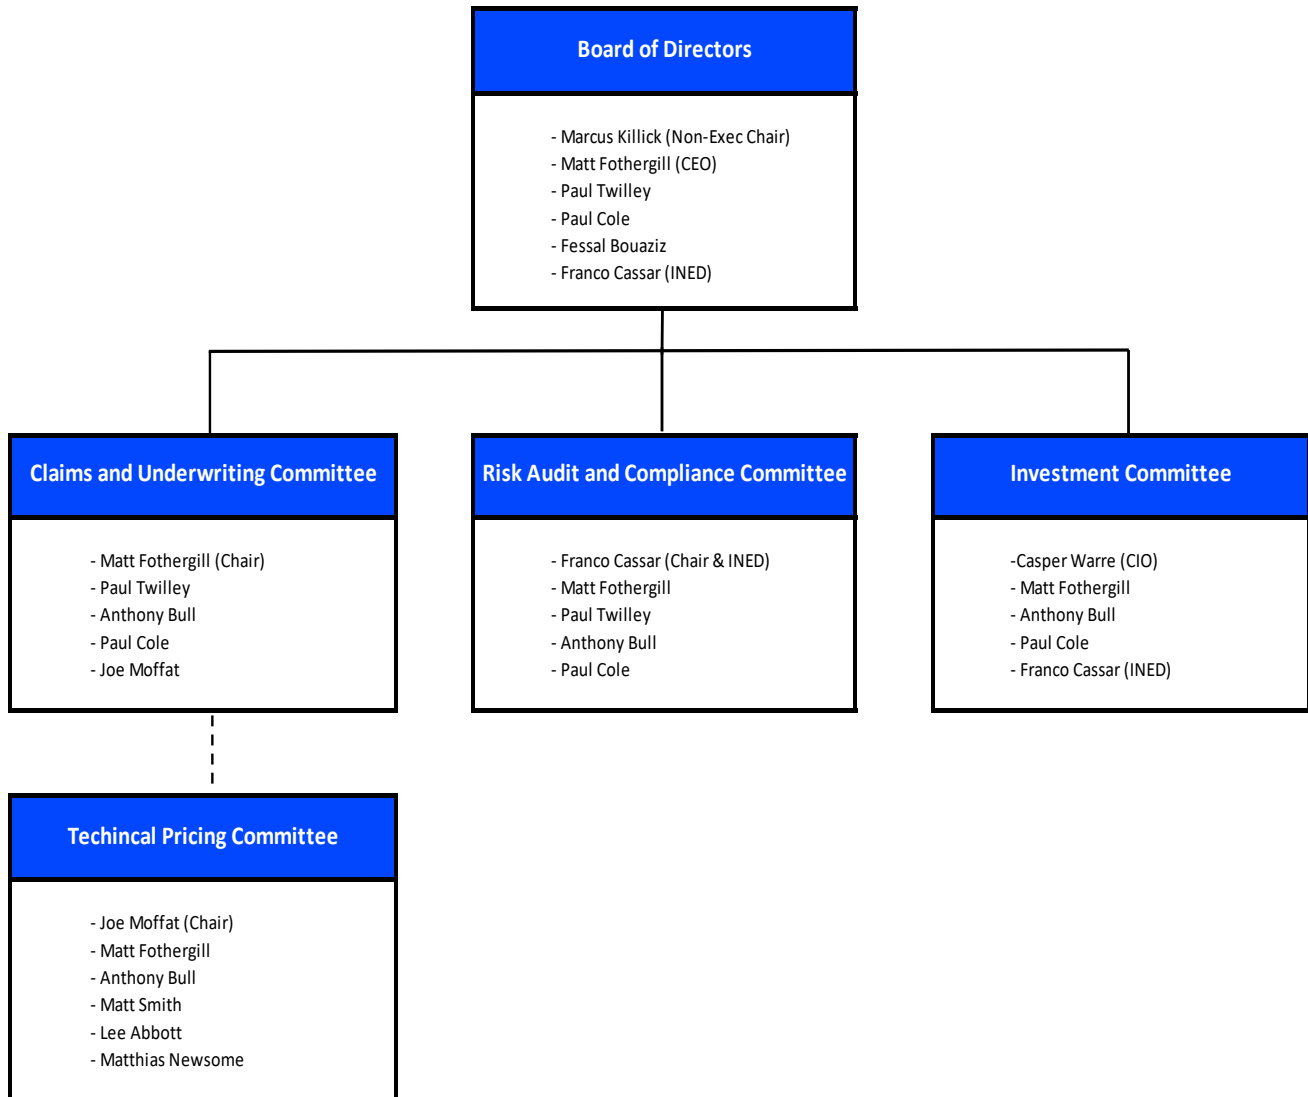 Board of Directors
- Marcus Killick (Non-Exec Chair)
- Matt Fothergill (CEO)
- Paul Twilley
- Paul Cole
- Fessal Bouaziz
- Franco Cassar (INED)
Claims and Underwriting Committee
- Matt Fothergill (Chair)
- Paul Twilley
- Anthony Bull
- Paul Cole
- Joe Moffat
Risk Audit and Compliance Committee
- Franco Cassar (Chair & INED)
- Matt Fothergill
- Paul Twilley
- Anthony Bull
- Paul Cole
Investment Committee
-Casper Warre (CIO)
- Matt Fothergill
- Anthony Bull
- Paul Cole
- Franco Cassar (INED)
Techincal Pricing Committee
- Joe Moffat (Chair)
- Matt Fothergill
- Anthony Bull
- Matt Smith
- Lee Abbott
- Matthias Newsome